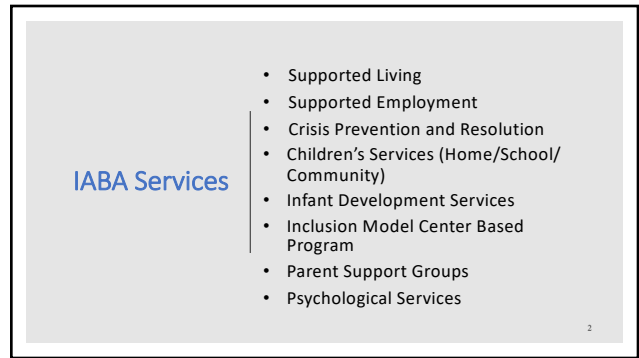 IABA Services
• Supported Living
• Supported Employment
• Crisis Prevention and Resolution
• Children’s Services (Home/School/
Community)
• Infant Development Services
• Inclusion Model Center Based
Program
• Parent Support Groups
• Psychological Services
2